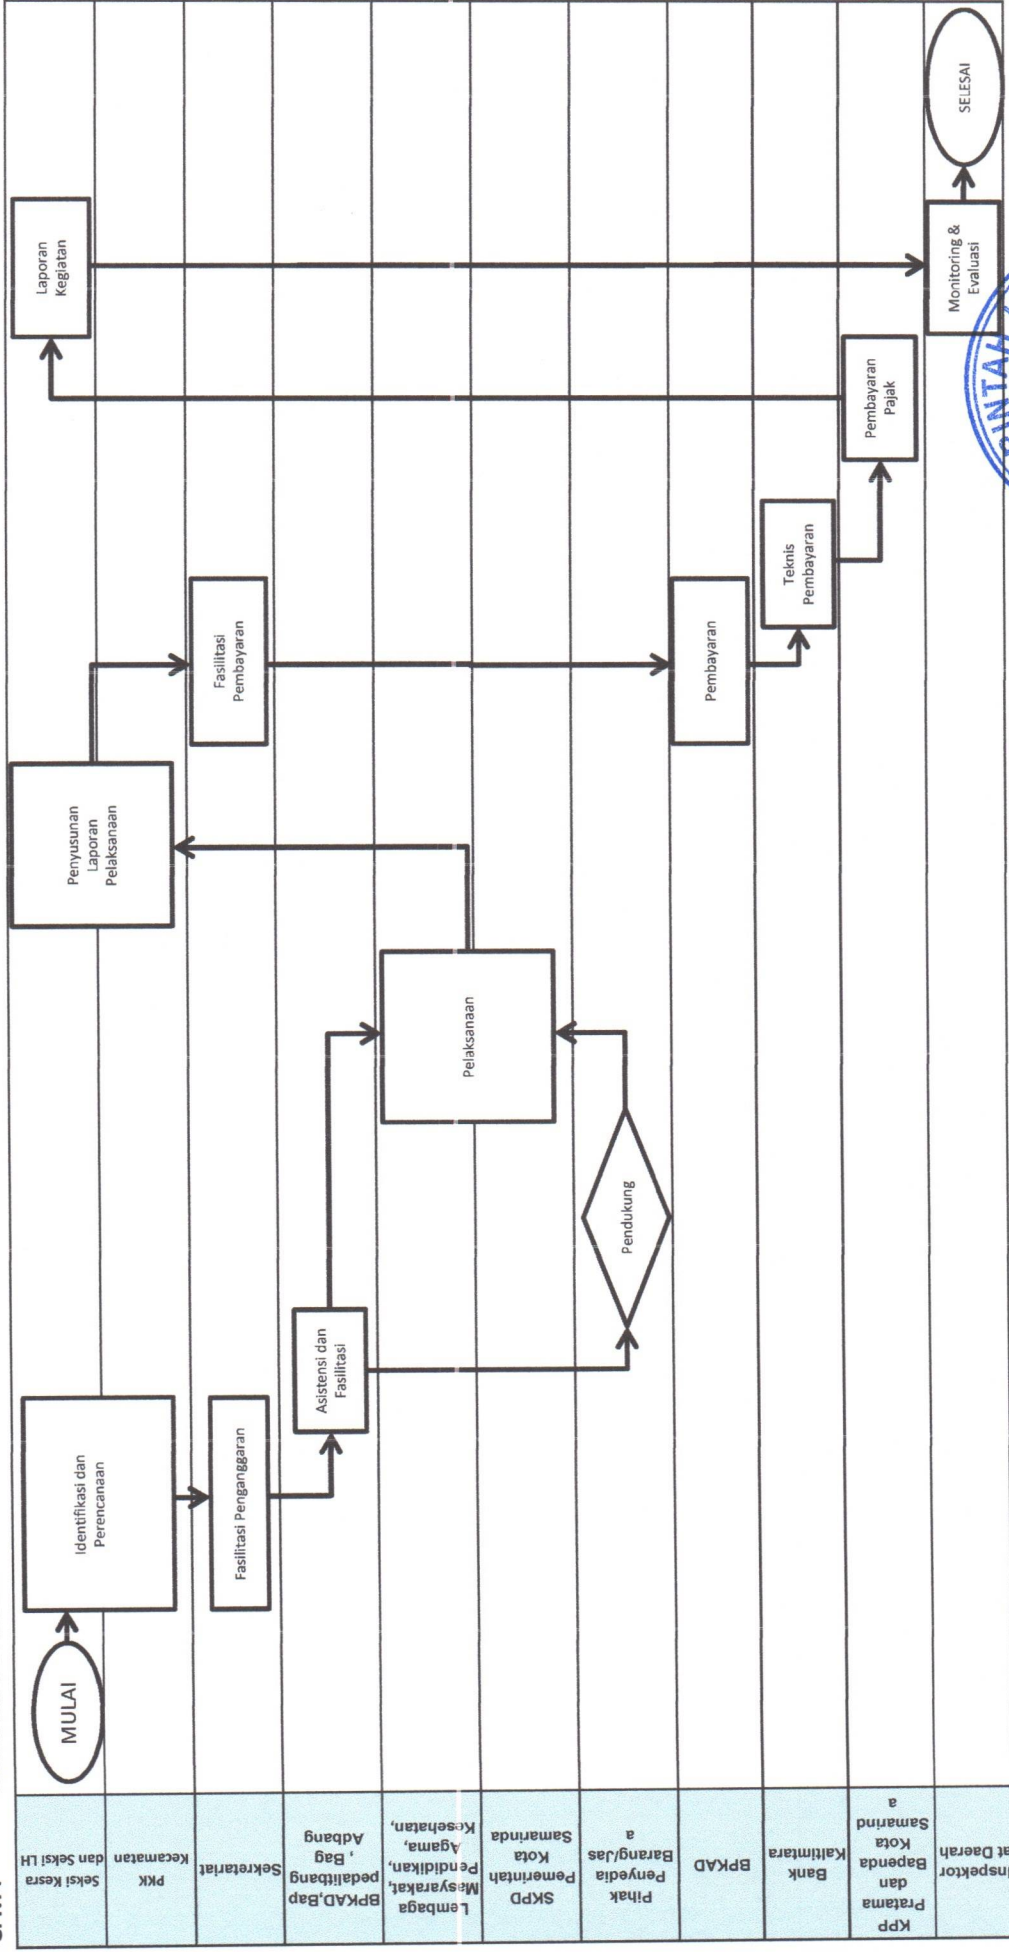 Seksi Kesra
dan Seksi LH
PKK
Kecamatan
Sekretariat
BPKAD,Bap
pedalitbang
, Bag
Adbang
Lembaga
Masyarakat,
Pendidikan,
Agama,
Kesehatan,
SKPD
Pemerintah
Kota
Samarinda
Pihak
Penyedia
Barang/Jas
a
BPKAD
Bank
Kaltimtara
KPP
Pratama
dan
Bapenda
Kota
Samarind
a
Inspektor
at Daerah
MULAI
Identifikasi dan
Perencanaan
Fasilitasi Penganggaran
Asistensi dan
Fasilitasi
Pendukung
Pelaksanaan
Penyusunan
Laporan
Pelaksanaan
Fasilitasi
Pembayaran
Pembayaran
Teknis
Pembayaran
Pembayaran
Pajak
Laporan
Kegiatan
Monitoring &
Evaluasi
SELESAI